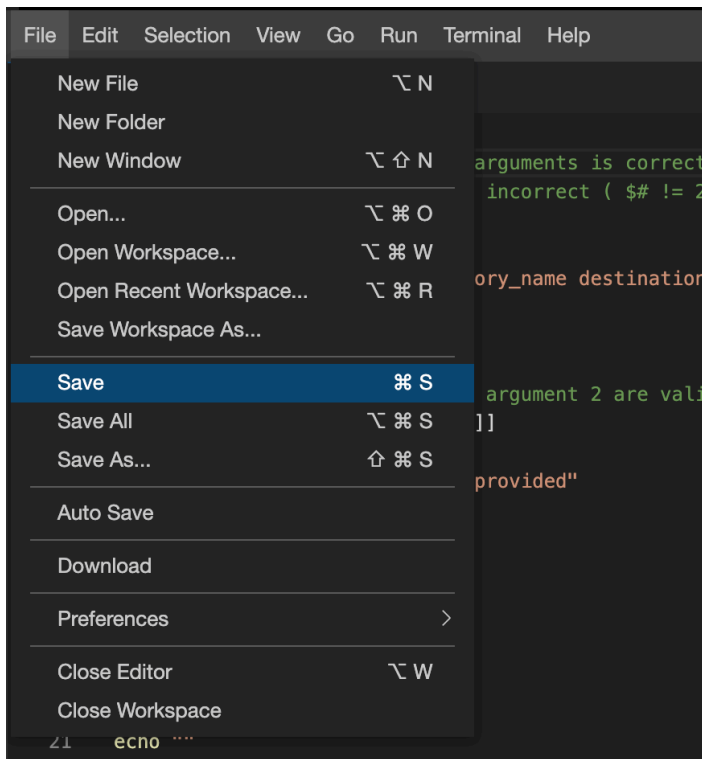 File Edit Selection View Go Run Terminal Help
New File ⌥ N
New Folder
New Window ⌥ ⇧ N
arguments is correct
incorrect ( $# != 2
Open... ⌥ ⌘ O
Open Workspace... ⌥ ⌘ W
ory_name destination
Open Recent Workspace... ⌥ ⌘ R
Save Workspace As...
Save ⌘ S
argument 2 are vali
Save All ⌥ ⌘ S
]]
Save As... ⇧ ⌘ S
provided"
Auto Save
Download
Preferences >
Close Editor ⌥ W
Close Workspace
21 echo ""